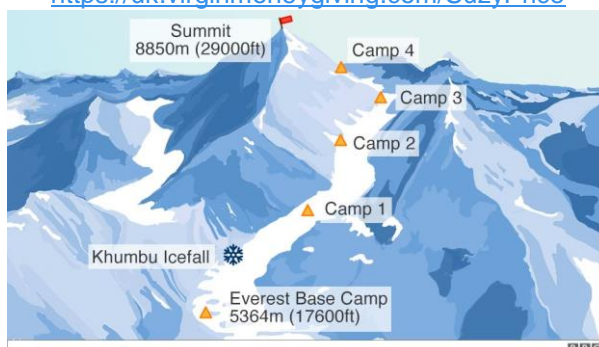 Summit
8850m (29000ft)
Camp 4
Camp 3
Camp 2
Camp 1
Khumbu Icefall
Everest Base Camp
5364m (17600ft)